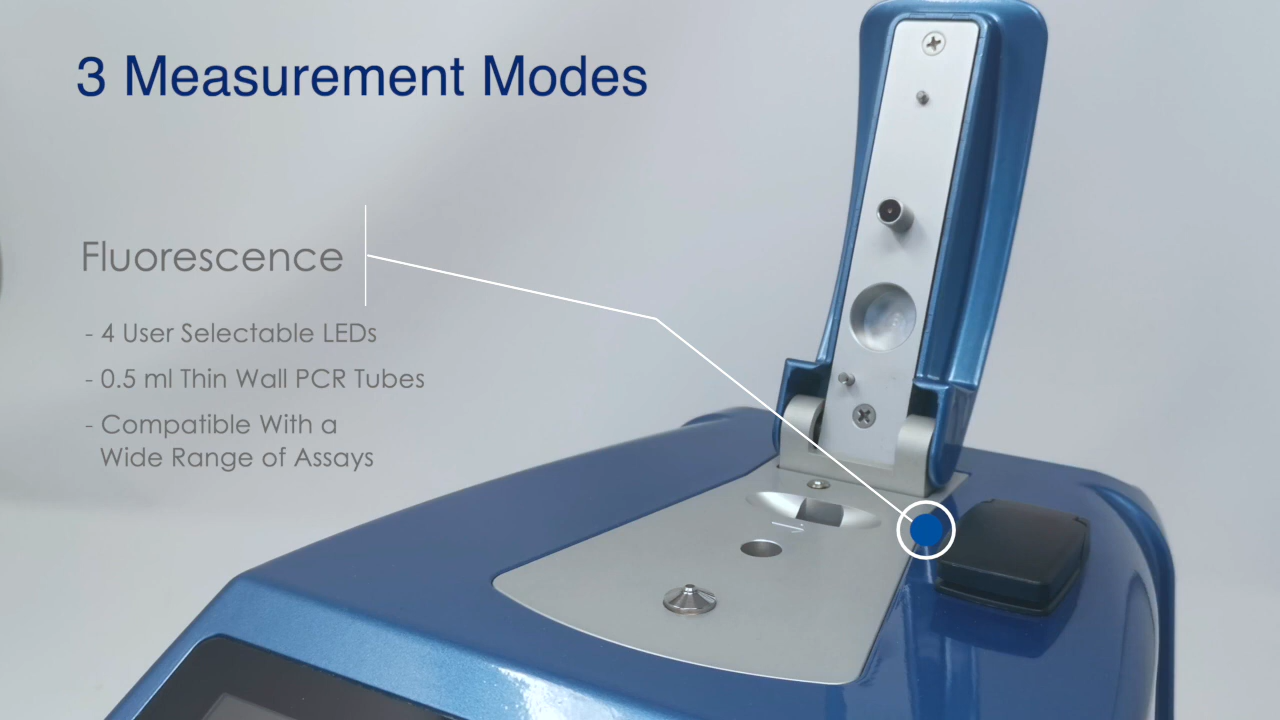 3 Measurement Modes
Fluorescence
- 4 User Selectable LEDs
- 0.5 ml Thin Wall PCR Tubes
- Compatible With a
Wide Range of Assays